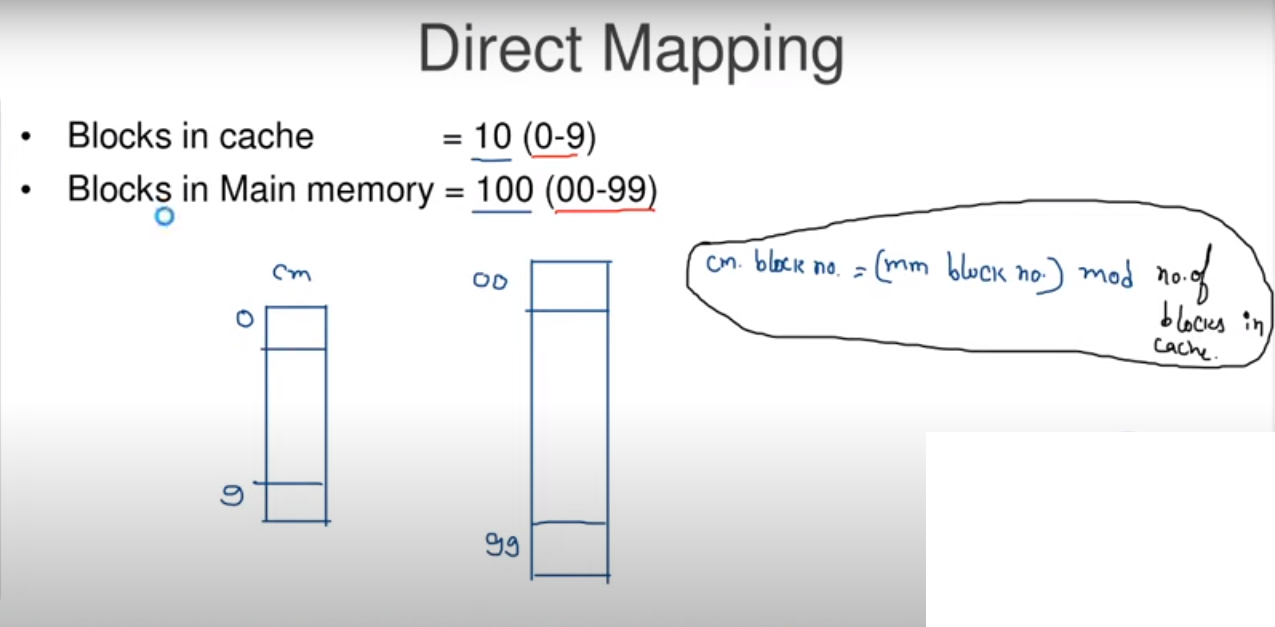 Direct Mapping
• Blocks in cache = 10 (0-9)
• Blocks in Main memory = 100 (00-99)
cm
0
9
00
99
cm. block no. = (mm block no.) mod no. of
blocks in
cache.